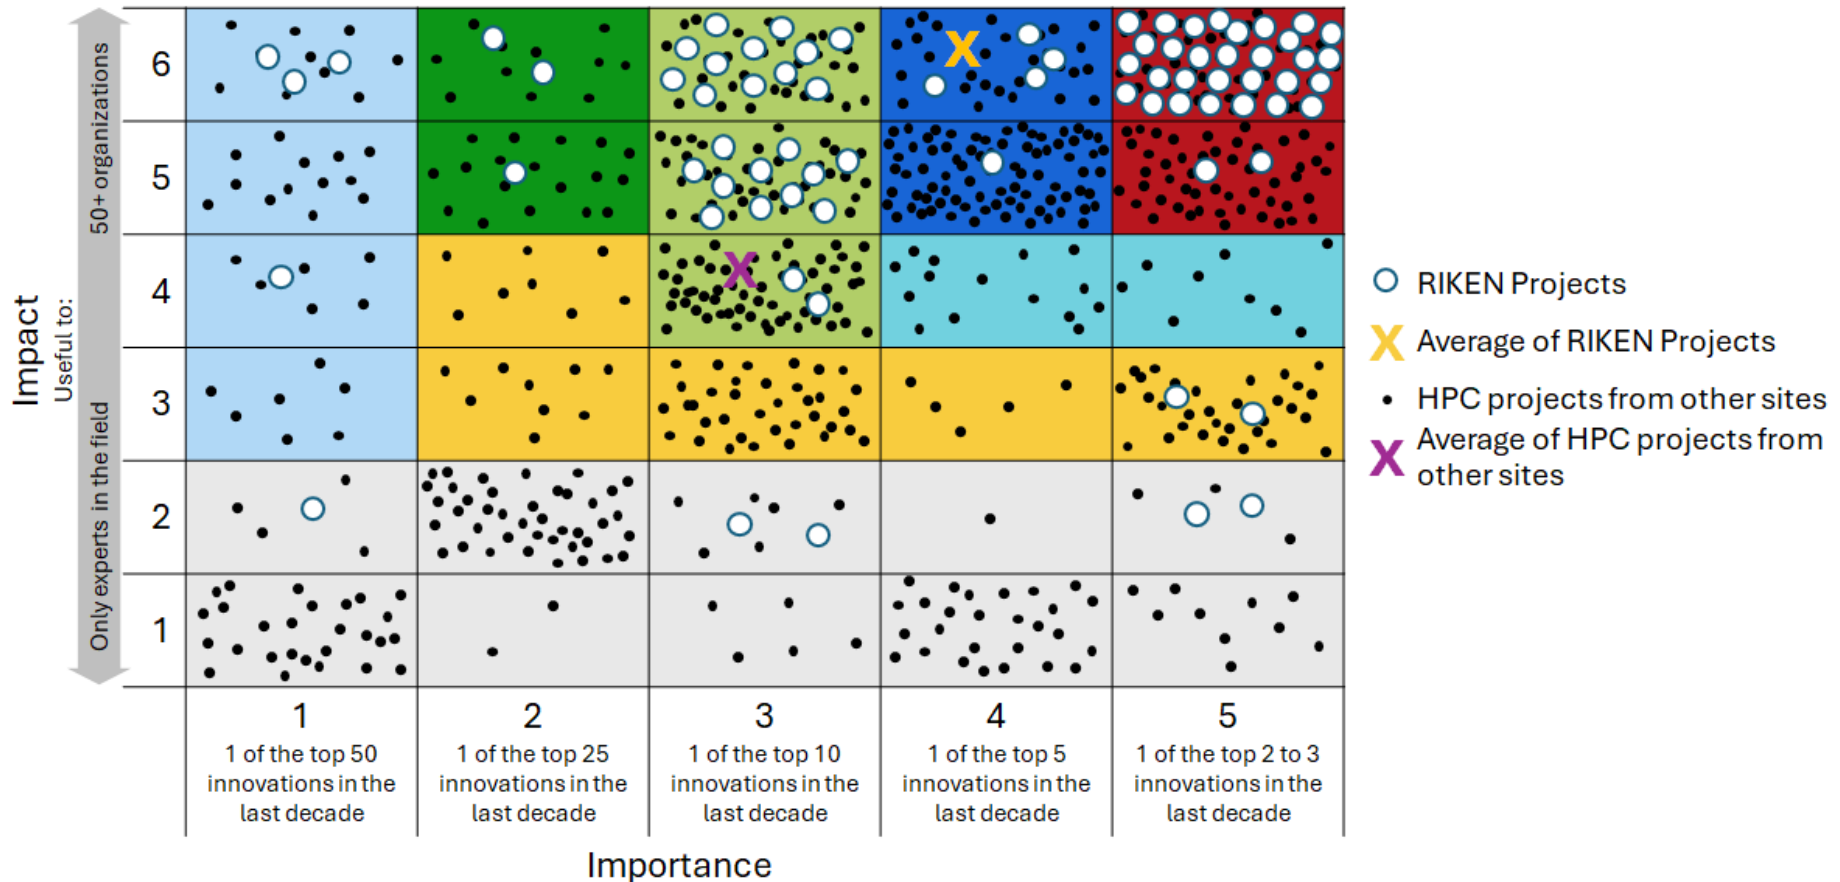 Impact
Useful to:
50+ organizations
Only experts in the field
6
5
4
3
2
1
1
1 of the top 50
innovations in the
last decade
2
1 of the top 25
innovations in the
last decade
3
1 of the top 10
innovations in the
last decade
4
1 of the top 5
innovations in the
last decade
5
1 of the top 2 to 3
innovations in the
last decade
Importance
RIKEN Projects
X Average of RIKEN Projects
HPC projects from other sites
X Average of HPC projects from
other sites
X
X